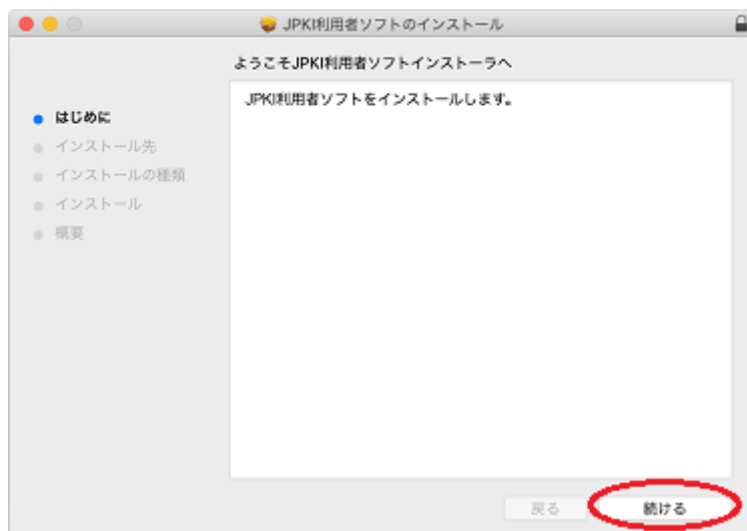 JPKI利用者ソフトのインストール
ようこそJPKI利用者ソフトインストーラへ
はじめに
インストール先
インストールの種類
インストール
概要
JPKI利用者ソフトをインストールします。
戻る
続ける